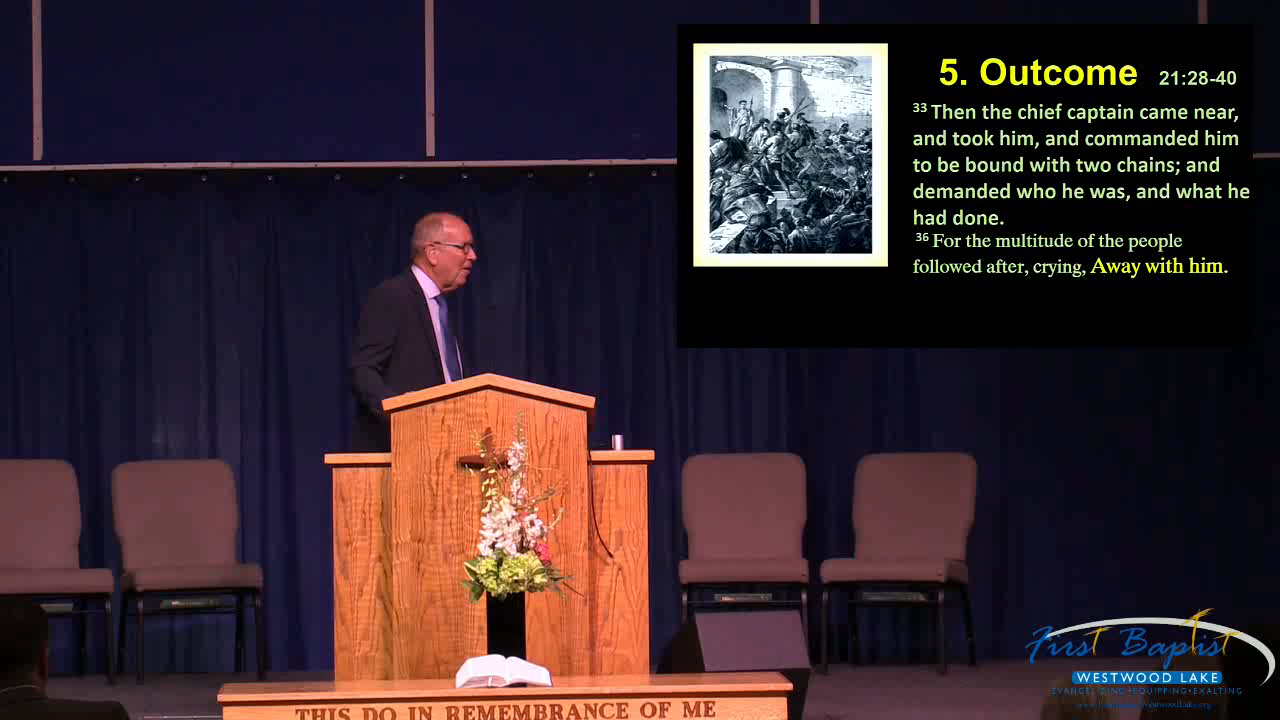 5. Outcome 21:28-40
33 Then the chief captain came near,
and took him, and commanded him
to be bound with two chains; and
demanded who he was, and what he
had done.
36 For the multitude of the people
followed after, crying, Away with him.
First Baptist
WESTWOOD LAKE
EVANGELIZING•EQUIPPING•EXALTING
THIS DO IN REMEMBRANCE OF ME